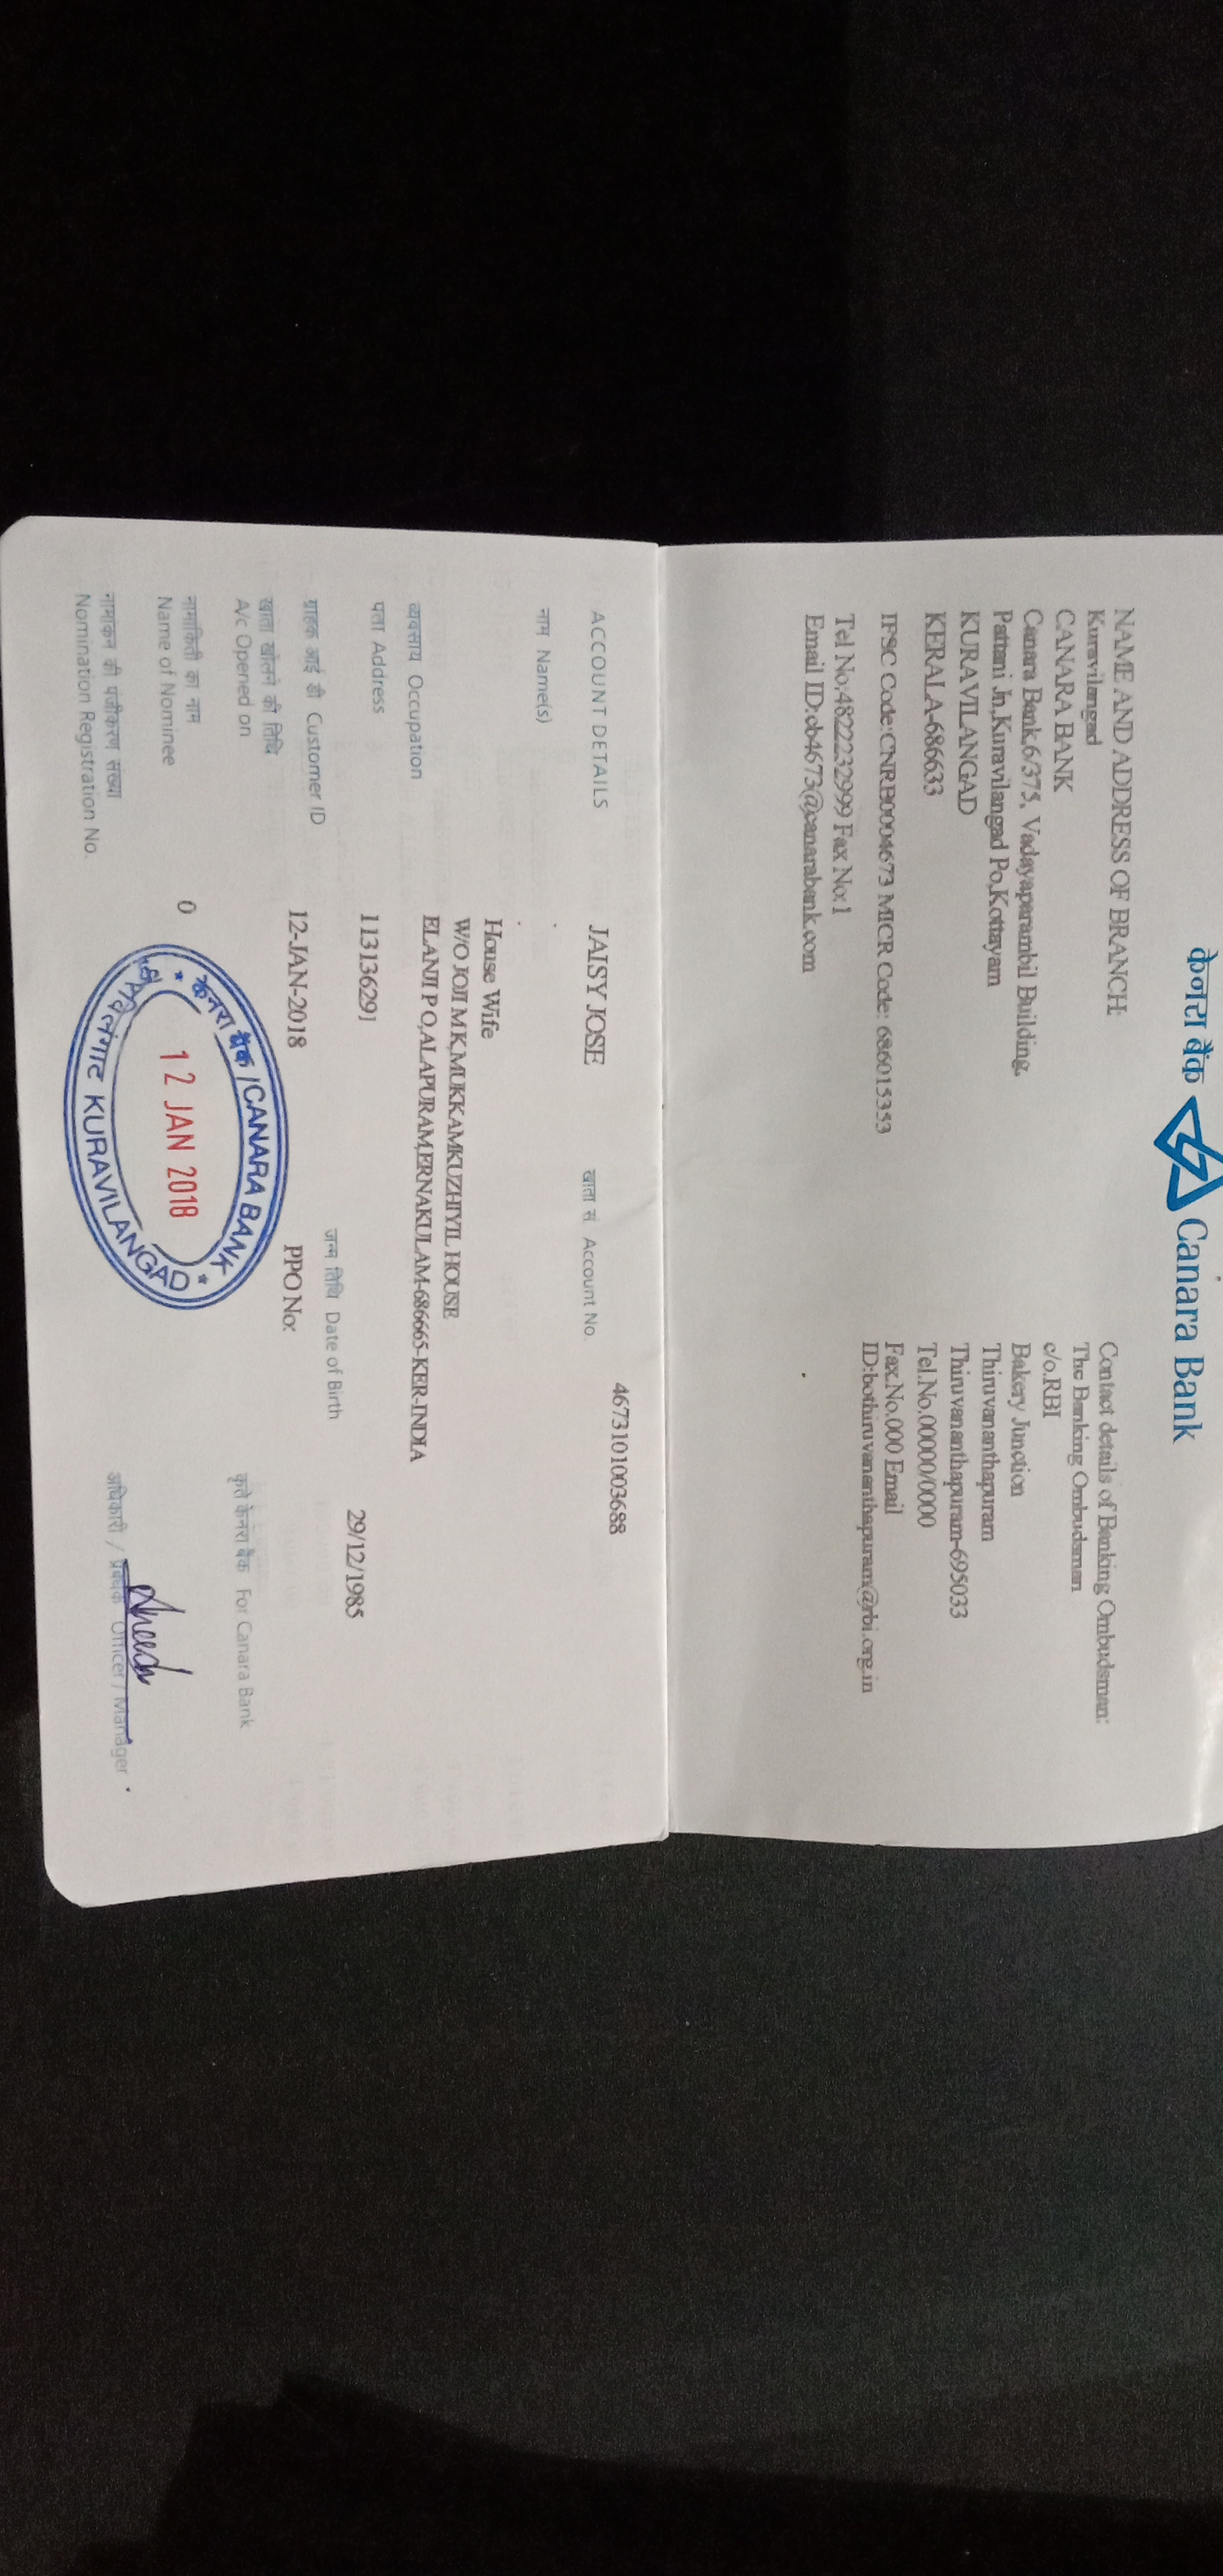 केनरा बैंक Canara Bank
NAME AND ADDRESS OF BRANCH:
Kuravilangad
CANARA BANK
Canara Bank,6/375, Vadayaparambil Building,
Pattani Jn,Kuravilangad Po,Kottayam
KURAVILANGAD
KERALA-686633
IFSC Code:CNRB0004673 MICR Code: 686015353
Tel No:4822232999 Fax No:1
Email ID:cb4673@canarabank.com
Contact details of Banking Ombudsman:
The Banking Ombudsman
c/o.RBI
Bakery Junction
Thiruvananthapuram
Thiruvananthapuram-695033
Tel.No.00000/0000
Fax.No.000 Email
ID:bothiruvananthapuram@rbi.org.in
ACCOUNT DETAILS
खाता सं Account No. 4673101003688
नाम Name(s) JAISY JOSE
व्यवसाय Occupation House Wife
पता Address W/O JOJI M K,MUKKAMKUZHIYIL HOUSE
ELANJI P O,ALAPURAM,ERNAKULAM-686665-KER-INDIA
ग्राहक आई डी Customer ID 113136291
जन्म तिथि Date of Birth 29/12/1985
खाता खोलने की तिथि
A/c Opened on 12-JAN-2018
PPO No:
नामांकिती का नाम
Name of Nominee
नामांकन की पंजीकरण संख्या
Nomination Registration No. 0
कृते केनरा बैंक For Canara Bank
अधिकारी / प्रबंधक Officer / Manager
केनरा बैंक / CANARA BANK
12 JAN 2018
KURAVILANGAD